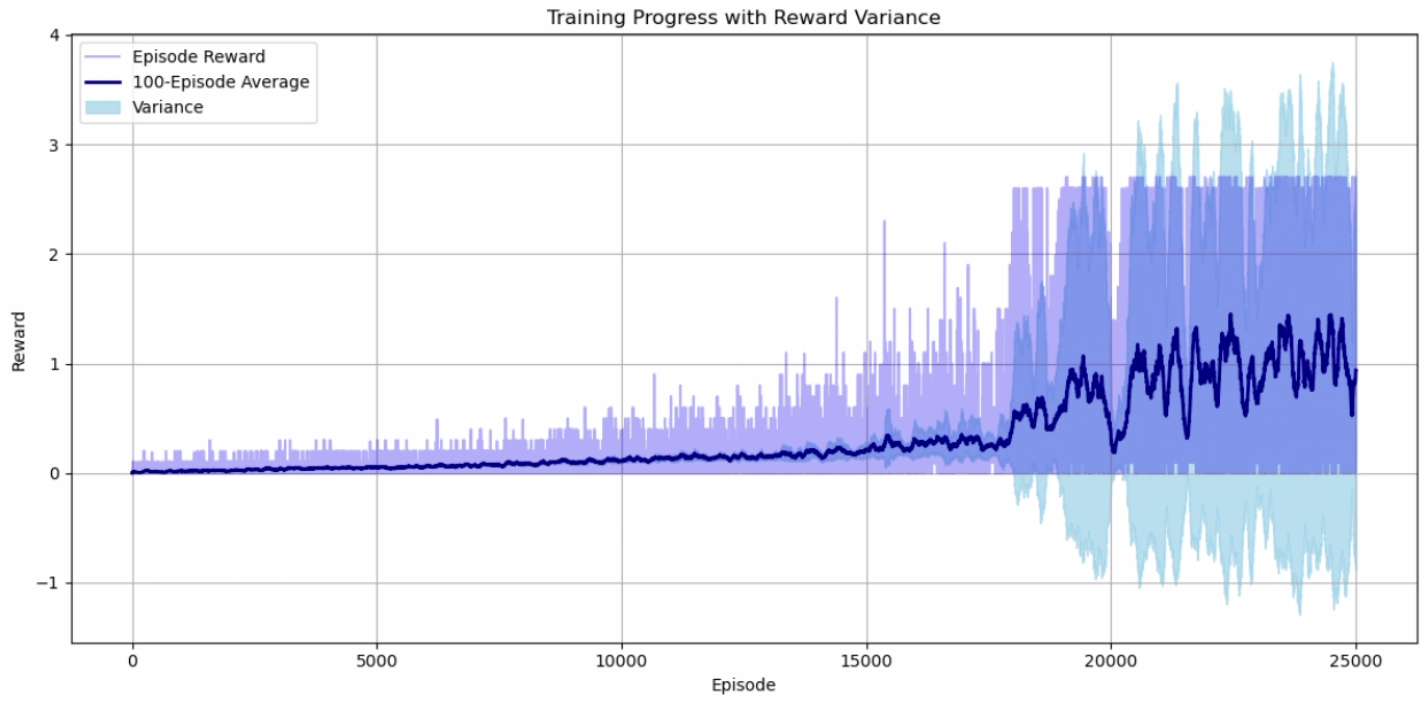 Training Progress with Reward Variance
4
Episode Reward
100-Episode Average
Variance
3
2
Reward
1
0
−1
0 5000 10000 15000 20000 25000
Episode